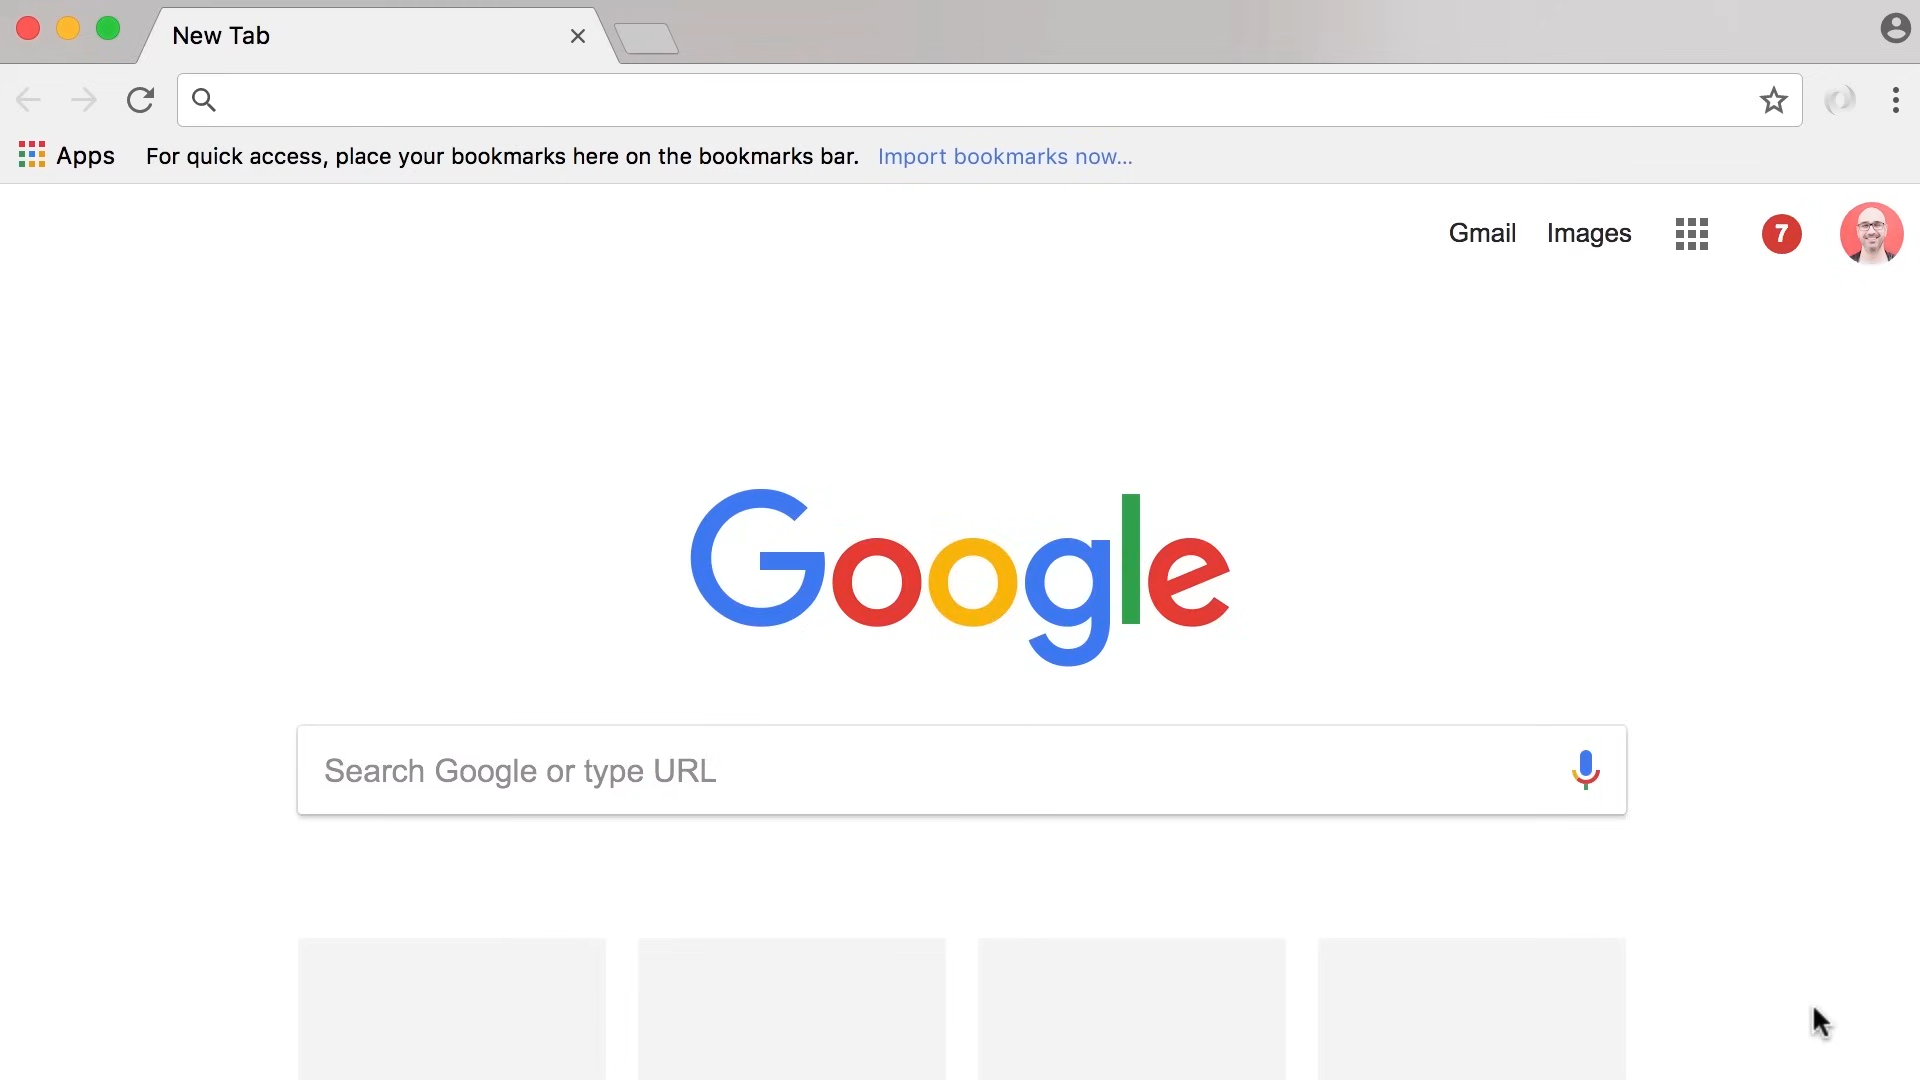 New Tab
Apps For quick access, place your bookmarks here on the bookmarks bar. Import bookmarks now...
Gmail Images 7
Google
Search Google or type URL